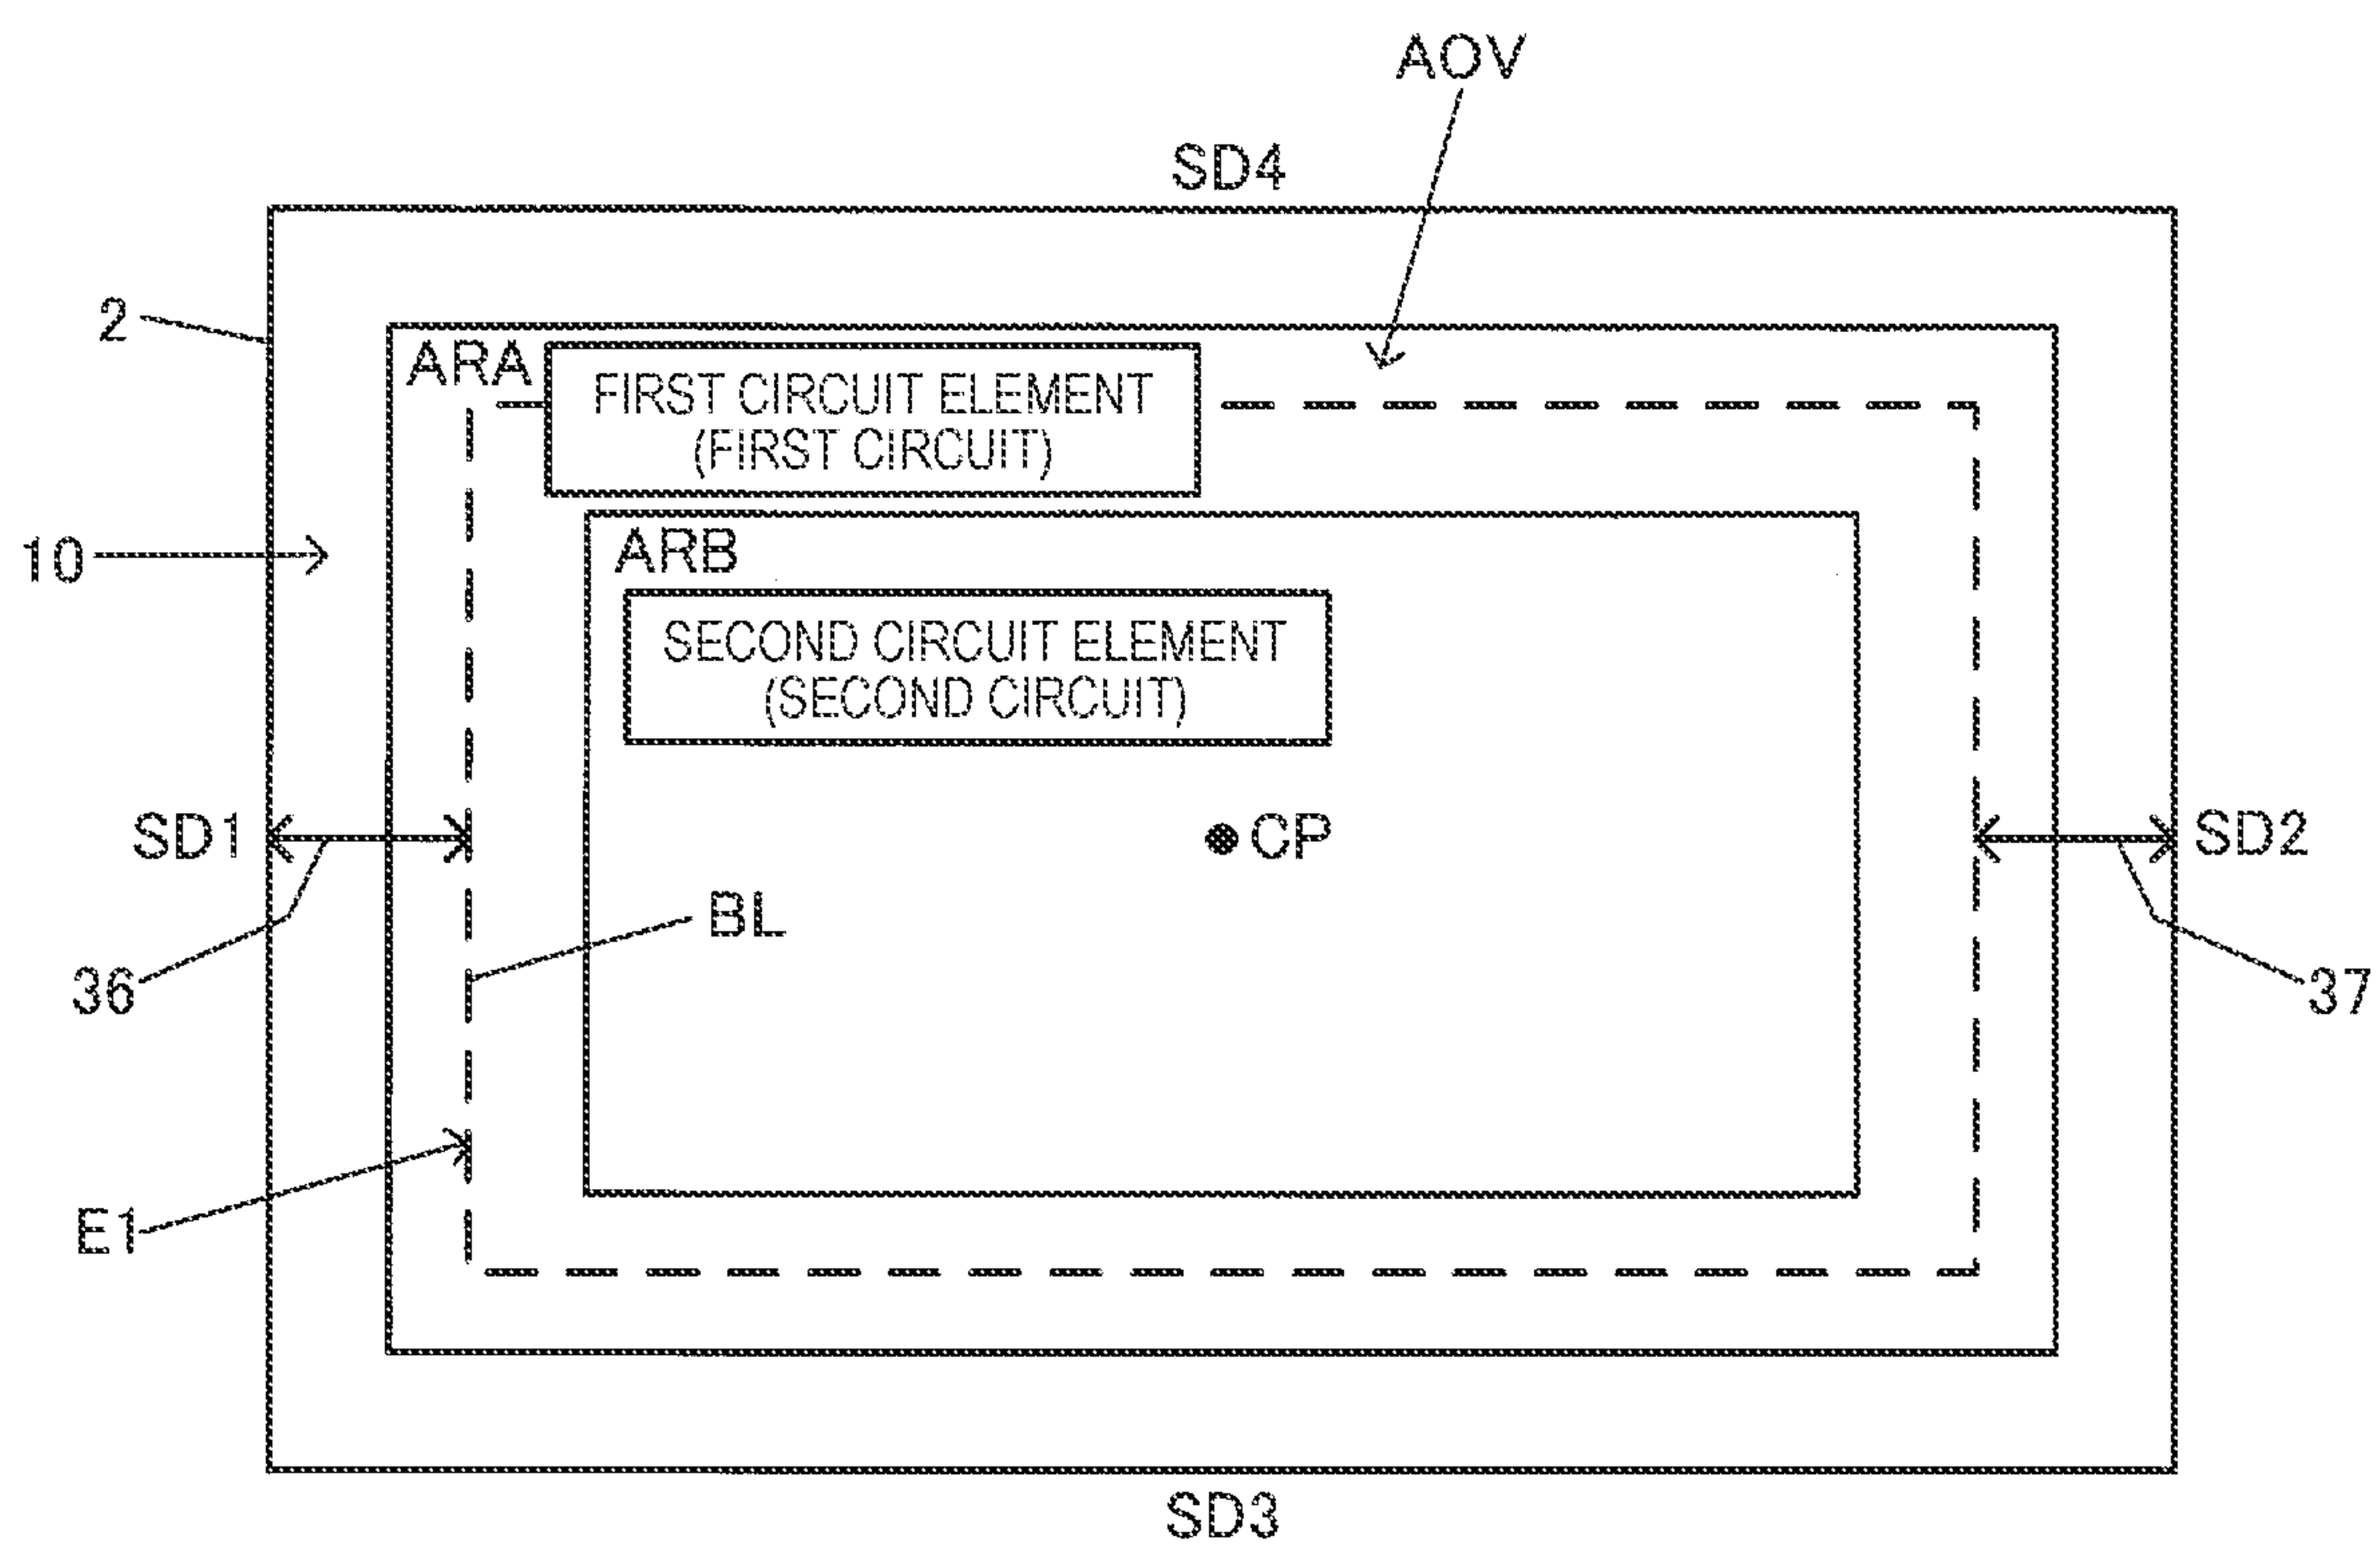 AOV
SD4
2
ARA
FIRST CIRCUIT ELEMENT
(FIRST CIRCUIT)
10
ARB
SECOND CIRCUIT ELEMENT
(SECOND CIRCUIT)
SD1
CP
SD2
BL
36
37
E1
SD3